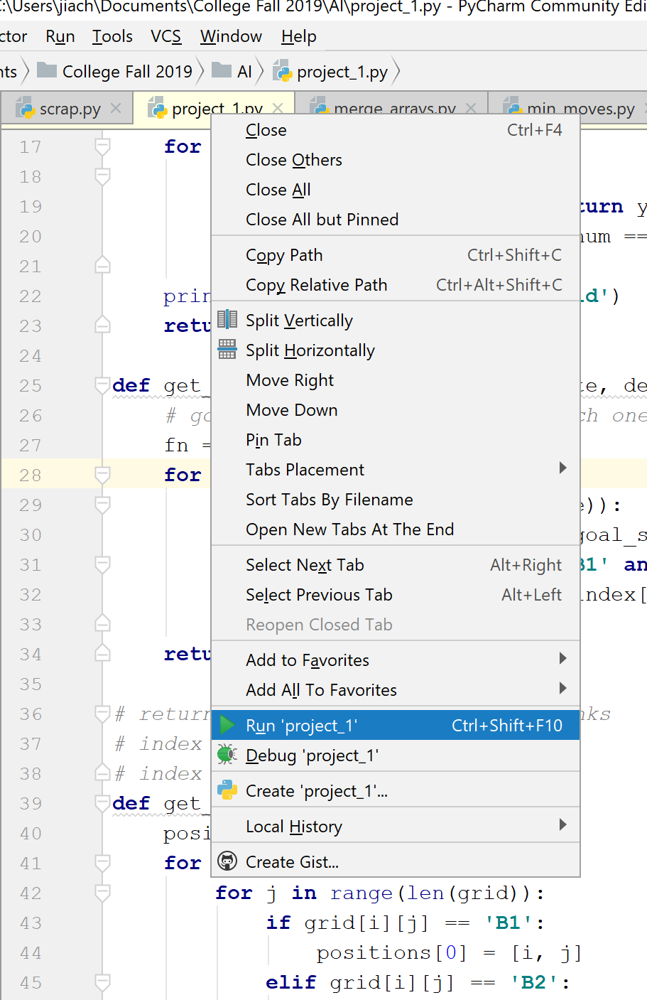 :\Users\jiach\Documents\College Fall 2019\AI\project_1.py - PyCharm Community Edi
ctor Run Tools VCS Window Help
nts College Fall 2019 AI project_1.py
scrap.py project_1.py merge_arrays.py min_moves.py
Close Ctrl+F4
Close Others
Close All
Close All but Pinned
Copy Path Ctrl+Shift+C
Copy Relative Path Ctrl+Alt+Shift+C
Split Vertically
Split Horizontally
Move Right
Move Down
Pin Tab
Tabs Placement
Sort Tabs By Filename
Open New Tabs At The End
Select Next Tab Alt+Right
Select Previous Tab Alt+Left
Reopen Closed Tab
Add to Favorites
Add All To Favorites
Run 'project_1' Ctrl+Shift+F10
Debug 'project_1'
Create 'project_1'...
Local History
Create Gist...
17 for
18
19 turn y
20 num ==
21
22 prin ld')
23 retu
24
25 def get_ te, de
26 # go ch one
27 fn =
28 for
29 e)):
30 goal_s
31 B1' an
32 index[
33
34 retu
35
36 # return nks
37 # index
38 # index
39 def get_
40 posi
41 for
42 for j in range(len(grid)):
43 if grid[i][j] == 'B1':
44 positions[0] = [i, j]
45 elif grid[i][j] == 'B2':